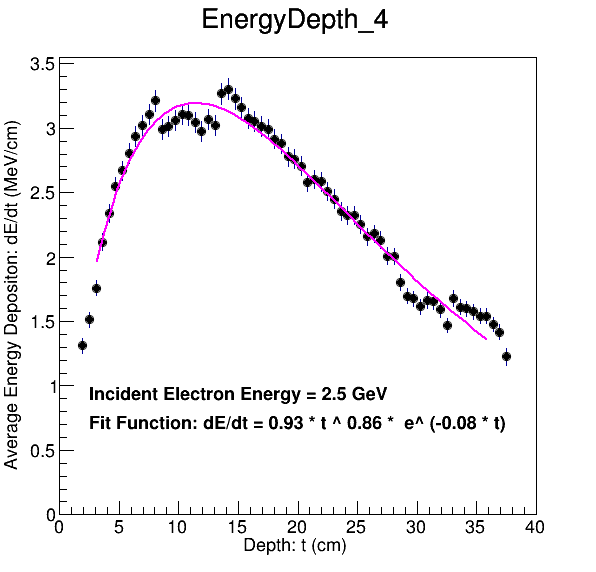 EnergyDepth_4
Average Energy Depositon: dE/dt (MeV/cm)
3.5
3
2.5
2
1.5
1
0.5
0
Incident Electron Energy = 2.5 GeV
Fit Function: dE/dt = 0.93 * t ^ 0.86 *  e^ (-0.08 * t)
0 5 10 15 20 25 30 35 40
Depth: t (cm)